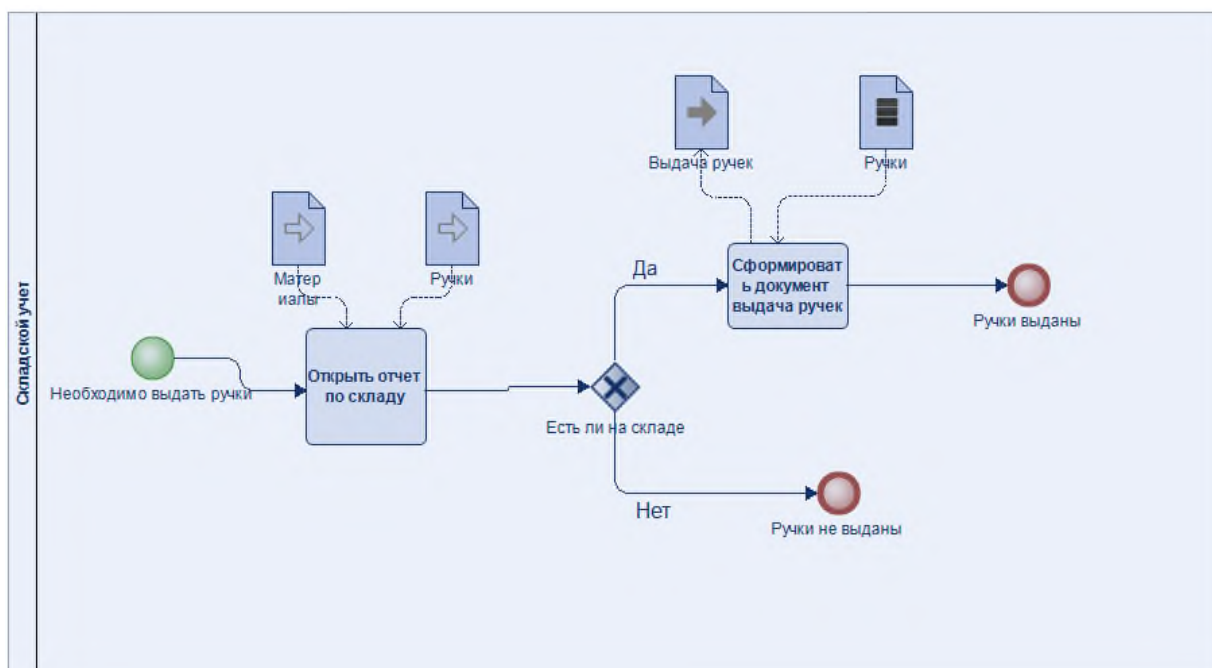 Складской учет
Выдача ручек
Ручки
Матер
иалы
Ручки
Да
Сформироват
ь документ
выдача ручек
Ручки выданы
Необходимо выдать ручки
Открыть отчет
по складу
Есть ли на складе
Нет
Ручки не выданы